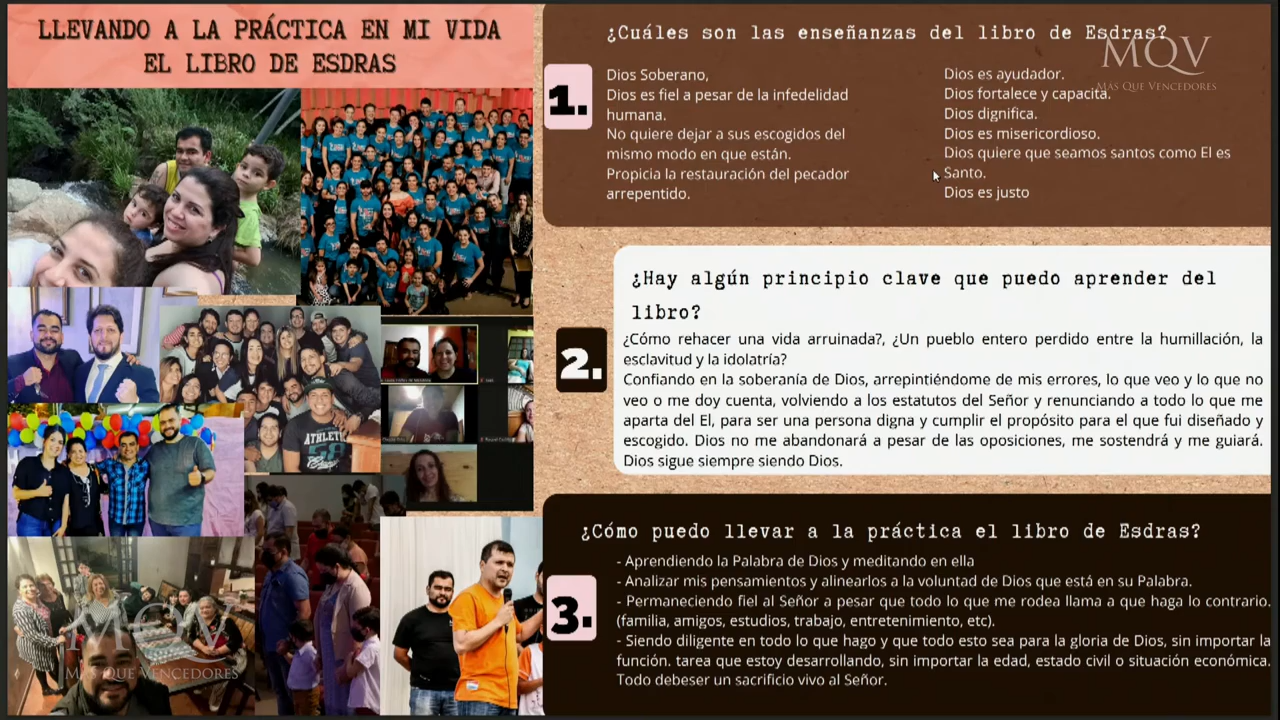 LLEVANDO A LA PRÁCTICA EN MI VIDA
EL LIBRO DE ESDRAS
¿Cuáles son las enseñanzas del libro de Esdras?
MQV
MÁS QUE VENCEDORES
1.
Dios Soberano,
Dios es fiel a pesar de la infedelidad
humana.
No quiere dejar a sus escogidos del
mismo modo en que están.
Propicia la restauración del pecador
arrepentido.
Dios es ayudador.
Dios fortalece y capacita.
Dios dignifica.
Dios es misericordioso.
Dios quiere que seamos santos como El es
Santo.
Dios es justo
¿Hay algún principio clave que puedo aprender del
libro?
2.
¿Cómo rehacer una vida arruinada?, ¿Un pueblo entero perdido entre la humillación, la
esclavitud y la idolatría?
Confiando en la soberanía de Dios, arrepintiéndome de mis errores, lo que veo y lo que no
veo o me doy cuenta, volviendo a los estatutos del Señor y renunciando a todo lo que me
aparta del El, para ser una persona digna y cumplir el propósito para el que fui diseñado y
escogido. Dios no me abandonará a pesar de las oposiciones, me sostendrá y me guiará.
Dios sigue siempre siendo Dios.
¿Cómo puedo llevar a la práctica el libro de Esdras?
3.
- Aprendiendo la Palabra de Dios y meditando en ella
- Analizar mis pensamientos y alinearlos a la voluntad de Dios que está en su Palabra.
- Permaneciendo fiel al Señor a pesar que todo lo que me rodea llama a que haga lo contrario.
(familia, amigos, estudios, trabajo, entretenimiento, etc).
- Siendo diligente en todo lo que hago y que todo esto sea para la gloria de Dios, sin importar la
función. tarea que estoy desarrollando, sin importar la edad, estado civil o situación económica.
Todo debeser un sacrificio vivo al Señor.
ATHLETIC
MQV
MÁS QUE VENCEDORES